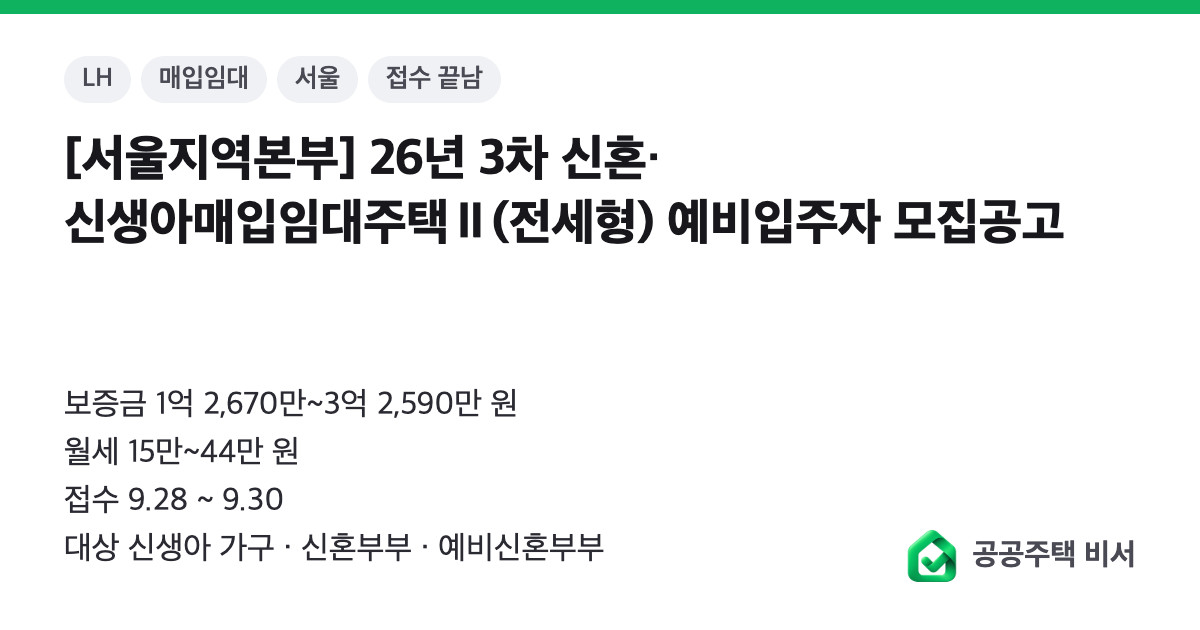 LH 매입임대 서울 접수 끝남
[서울지역본부] 26년 3차 신혼·
신생아매입임대주택Ⅱ(전세형) 예비입주자 모집공고
보증금 1억 2,670만~3억 2,590만 원
월세 15만~44만 원
접수 9.28 ~ 9.30
대상 신생아 가구 · 신혼부부 · 예비신혼부부
공공주택 비서